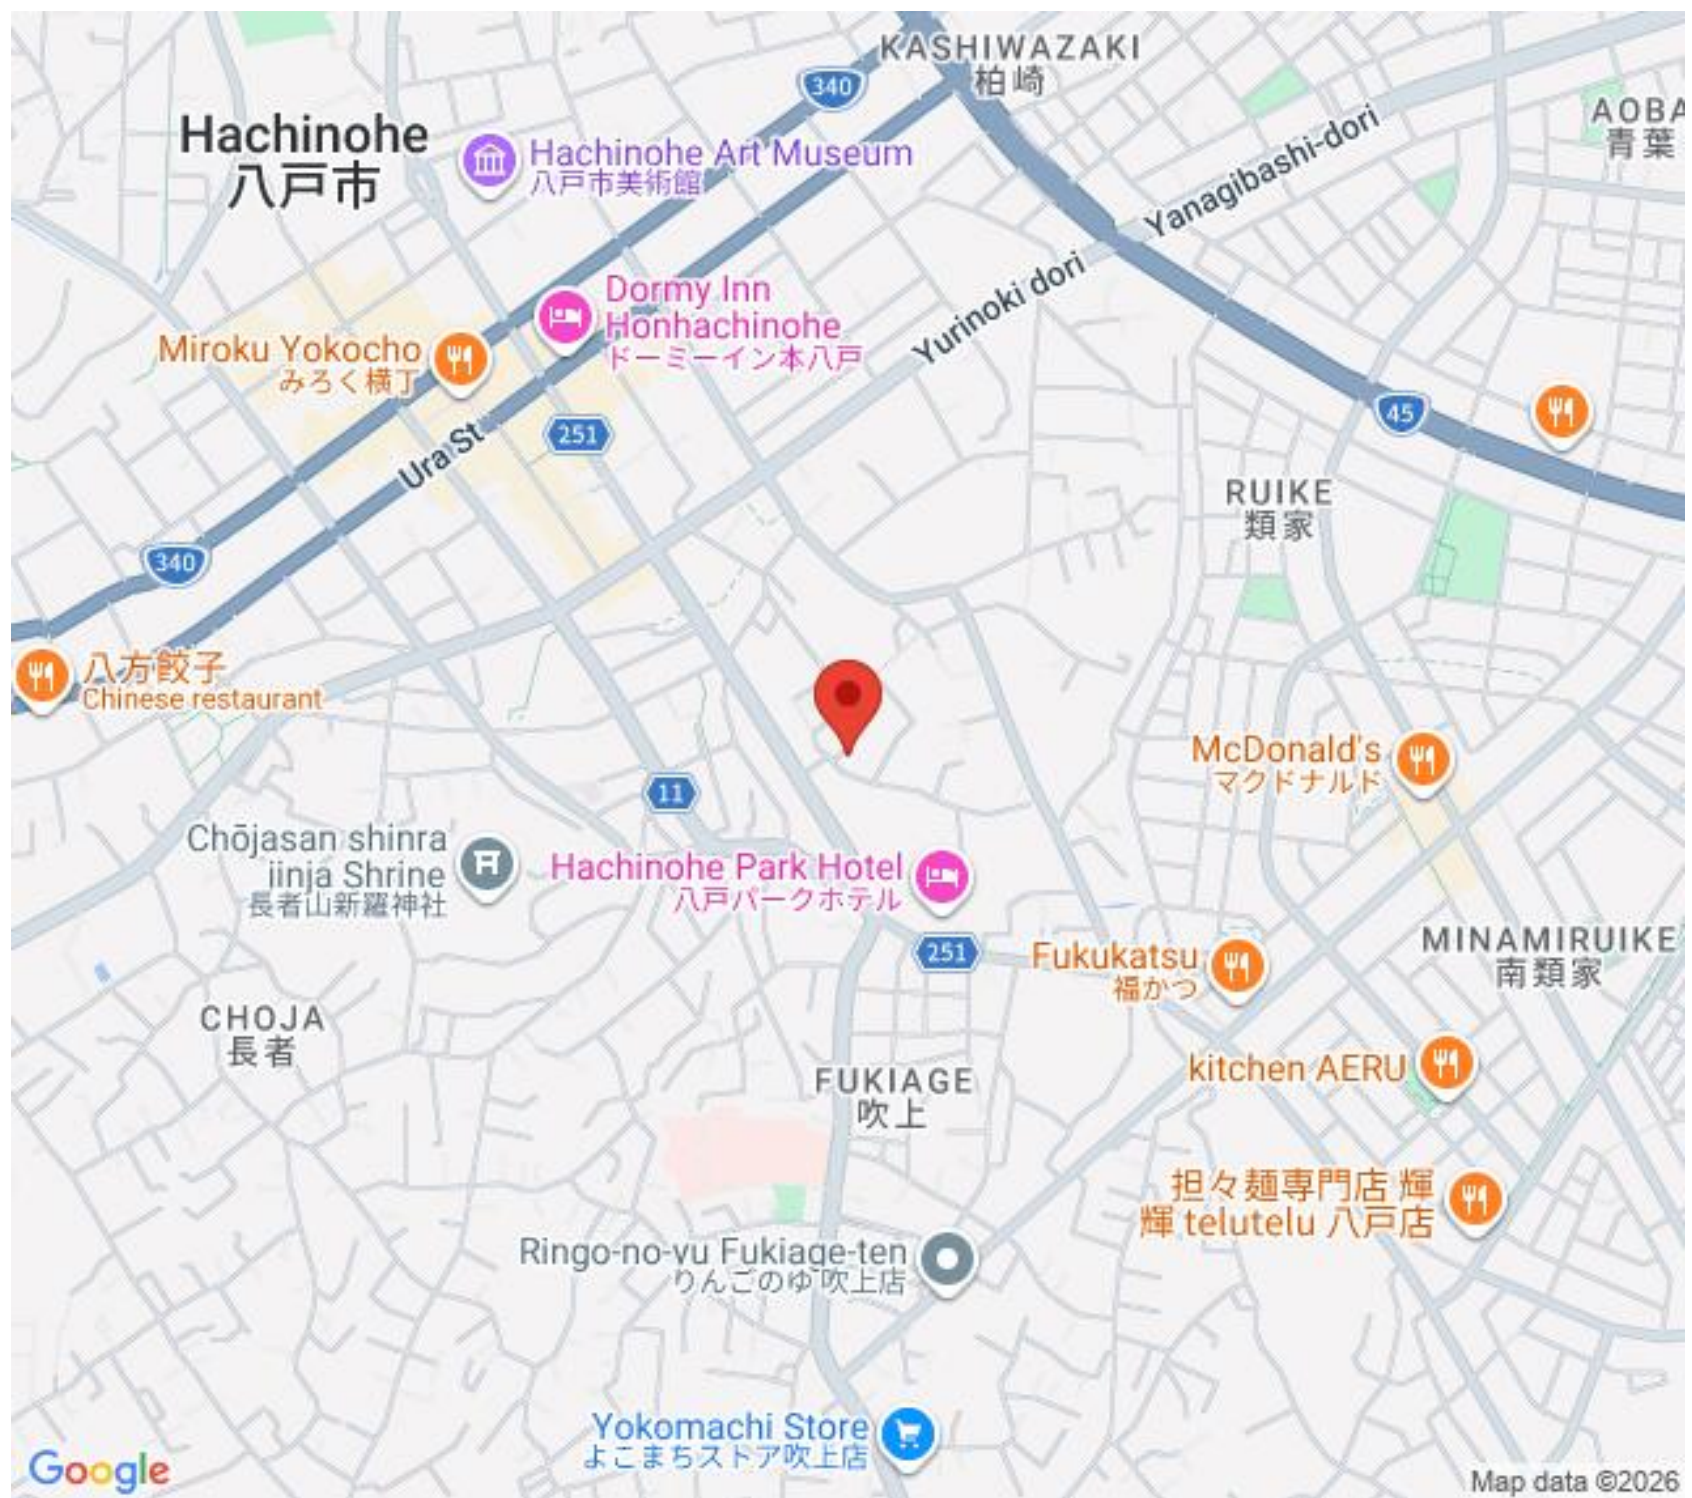 KASHIWAZAKI
柏崎
340
AOBA
青葉
Hachinohe
八戸市
Hachinohe Art Museum
八戸市美術館
Yanagibashi-dori
Yurinoki dori
Dormy Inn
Honhachinohe
ドーミーイン本八戸
Miroku Yokocho
みろく横丁
251
45
Ura St
RUIKE
類家
340
八方餃子
Chinese restaurant
McDonald's
マクドナルド
11
Chōjasan shinra
jinja Shrine
長者山新羅神社
Hachinohe Park Hotel
八戸パークホテル
251
Fukukatsu
福かつ
MINAMIRUIKE
南類家
CHOJA
長者
FUKIAGE
吹上
kitchen AERU
担々麺専門店 輝
輝 telutelu 八戸店
Ringo-no-yu Fukiage-ten
りんごのゆ 吹上店
Yokomachi Store
よこまちストア吹上店
Google
Map data ©2026